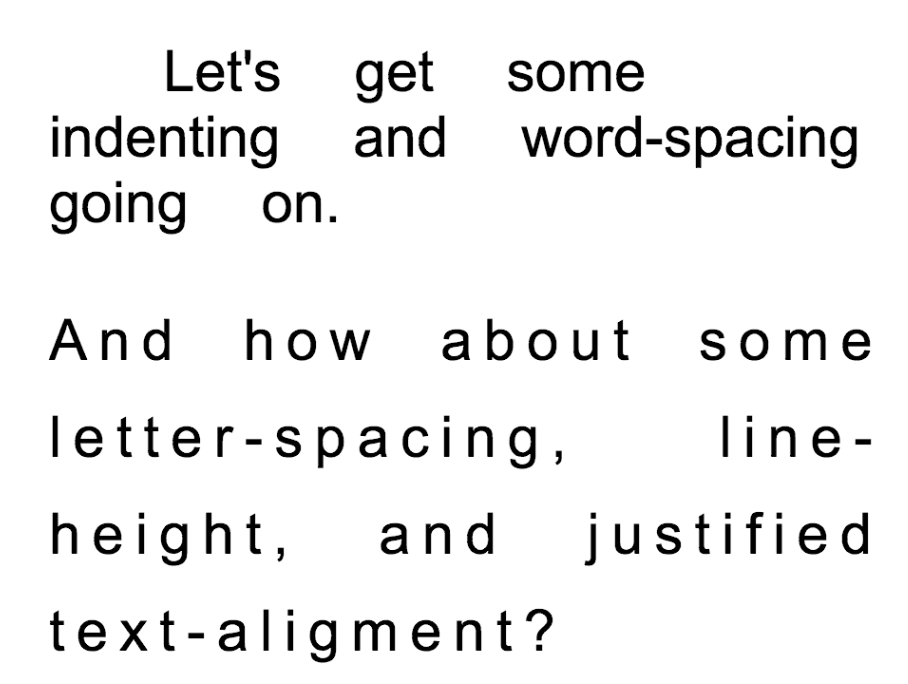 Let's get some
indenting and word-spacing
going on.
And how about some
letter-spacing, line-
height, and justified
text-aligment?